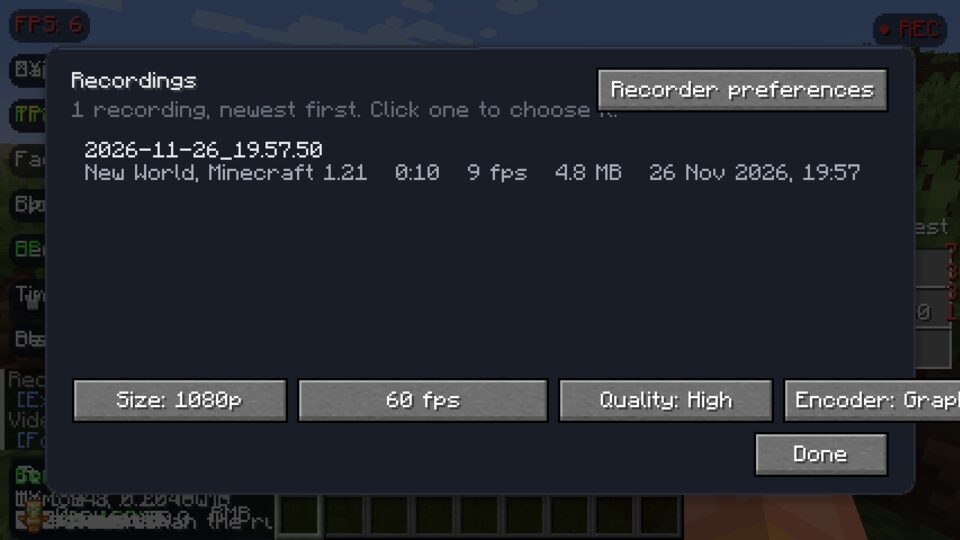 FPS: 6
REC
Recordings
Recorder preferences
1 recording, newest first. Click one to choose it.
2026-11-26_19.57.50
New World, Minecraft 1.21 0:10 9 fps 4.8 MB 26 Nov 2026, 19:57
Size: 1080p
60 fps
Quality: High
Encoder: Grap
Done